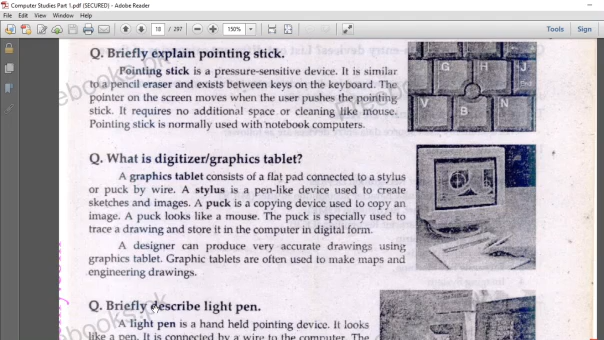 Computer Studies Part 1.pdf (SECURED) - Adobe Reader
File Edit View Window Help
18 / 297 150% Tools Sign
Q. Briefly explain pointing stick.
Pointing stick is a pressure-sensitive device. It is similar
to a pencil eraser and exists between keys on the keyboard. The
pointer on the screen moves when the user pushes the pointing
stick. It requires no additional space or cleaning like mouse.
Pointing stick is normally used with notebook computers.
G H J
V B N
Q. What is digitizer/graphics tablet?
A graphics tablet consists of a flat pad connected to a stylus
or puck by wire. A stylus is a pen-like device used to create
sketches and images. A puck is a copying device used to copy an
image. A puck looks like a mouse. The puck is specially used to
trace a drawing and store it in the computer in digital form.
A designer can produce very accurate drawings using
graphics tablet. Graphic tablets are often used to make maps and
engineering drawings.
Q. Briefly describe light pen.
A light pen is a hand held pointing device. It looks
like a pen. It is connected by a wire to the computer. The